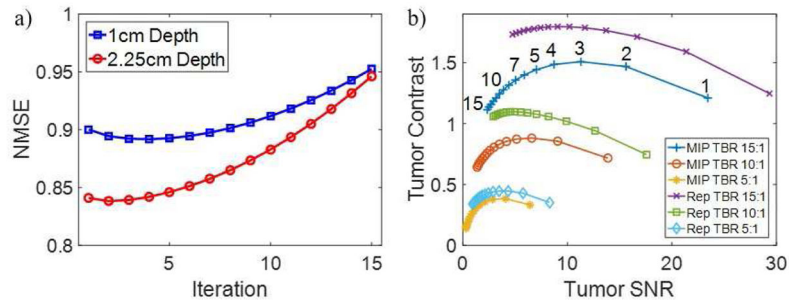 a)
1
0.95
0.9
0.85
0.8
NMSE
1cm Depth
2.25cm Depth
5
10
15
Iteration
b)
1.5
1
0.5
0
Tumor Contrast
15
10
7
5
4
3
2
1
MIP TBR 15:1
MIP TBR 10:1
MIP TBR 5:1
Rep TBR 15:1
Rep TBR 10:1
Rep TBR 5:1
0
10
20
30
Tumor SNR